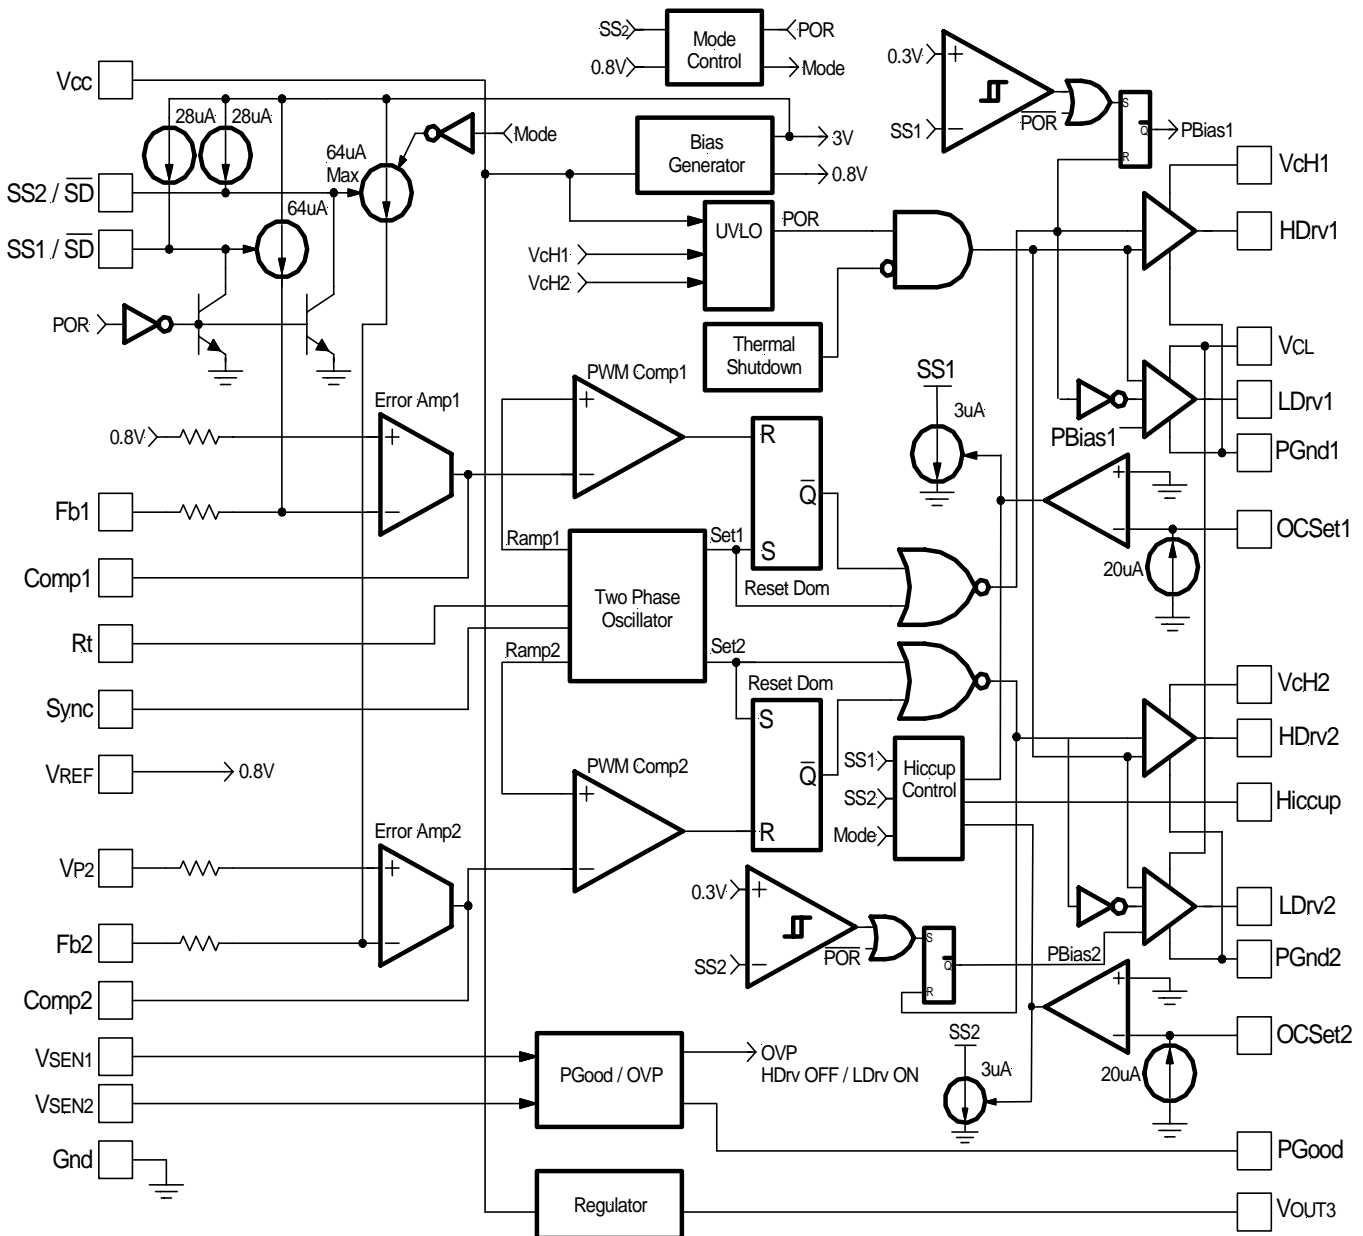 SS2
0.8V
Mode
Control
POR
Mode
0.3V
SS1
POR
S
Q
R
PBias1
Vcc
28uA
28uA
64uA
Max
Mode
Bias
Generator
3V
0.8V
SS2 / SD
SS1 / SD
64uA
POR
UVLO
VcH1
VcH2
POR
Thermal
Shutdown
VcH1
HDrv1
VCL
LDrv1
PGnd1
OCSet1
PBias1
SS1
3uA
20uA
Error Amp1
0.8V
+
−
Fb1
Comp1
PWM Comp1
+
−
R
Q
S
Reset Dom
Ramp1
Set1
Two Phase
Oscillator
Ramp2
Set2
Rt
Sync
VREF
0.8V
Reset Dom
S
Q
R
PWM Comp2
+
−
Error Amp2
VP2
+
−
Fb2
Comp2
SS1
SS2
Mode
Hiccup
Control
VcH2
HDrv2
Hiccup
LDrv2
PGnd2
OCSet2
0.3V
+
−
SS2
POR
S
Q
R
PBias2
+
−
SS2
3uA
20uA
VSEN1
VSEN2
PGood / OVP
OVP
HDrv OFF / LDrv ON
Gnd
PGood
Regulator
VOUT3